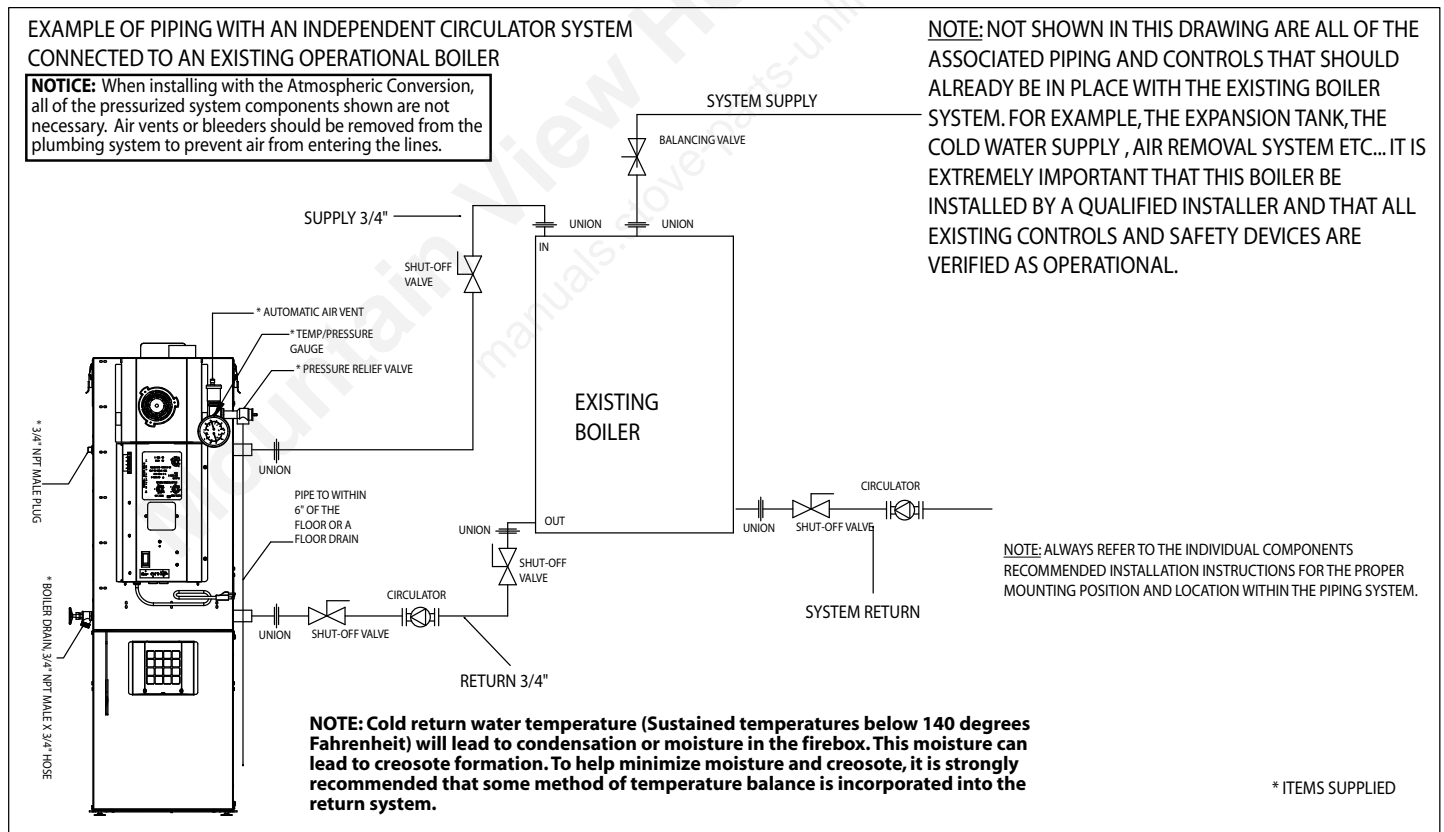 EXAMPLE OF PIPING WITH AN INDEPENDENT CIRCULATOR SYSTEM
CONNECTED TO AN EXISTING OPERATIONAL BOILER
NOTICE: When installing with the Atmospheric Conversion,
all of the pressurized system components shown are not
necessary. Air vents or bleeders should be removed from the
plumbing system to prevent air from entering the lines.
NOTE: NOT SHOWN IN THIS DRAWING ARE ALL OF THE
ASSOCIATED PIPING AND CONTROLS THAT SHOULD
ALREADY BE IN PLACE WITH THE EXISTING BOILER
SYSTEM. FOR EXAMPLE, THE EXPANSION TANK, THE
COLD WATER SUPPLY , AIR REMOVAL SYSTEM ETC... IT IS
EXTREMELY IMPORTANT THAT THIS BOILER BE
INSTALLED BY A QUALIFIED INSTALLER AND THAT ALL
EXISTING CONTROLS AND SAFETY DEVICES ARE
VERIFIED AS OPERATIONAL.
SYSTEM SUPPLY
BALANCING VALVE
SUPPLY 3/4"
UNION
UNION
IN
SHUT-OFF
VALVE
* AUTOMATIC AIR VENT
* TEMP/PRESSURE
GAUGE
* PRESSURE RELIEF VALVE
EXISTING
BOILER
* 3/4" NPT MALE PLUG
UNION
PIPE TO WITHIN
6" OF THE
FLOOR OR A
FLOOR DRAIN
UNION
OUT
CIRCULATOR
UNION
SHUT-OFF VALVE
SHUT-OFF
VALVE
SYSTEM RETURN
NOTE: ALWAYS REFER TO THE INDIVIDUAL COMPONENTS
RECOMMENDED INSTALLATION INSTRUCTIONS FOR THE PROPER
MOUNTING POSITION AND LOCATION WITHIN THE PIPING SYSTEM.
* BOILER DRAIN, 3/4" NPT MALE X 3/4" HOSE
CIRCULATOR
UNION
SHUT-OFF VALVE
RETURN 3/4"
NOTE: Cold return water temperature (Sustained temperatures below 140 degrees
Fahrenheit) will lead to condensation or moisture in the firebox. This moisture can
lead to creosote formation. To help minimize moisture and creosote, it is strongly
recommended that some method of temperature balance is incorporated into the
return system.
* ITEMS SUPPLIED
Mountain View
manuals.stove-parts-unli